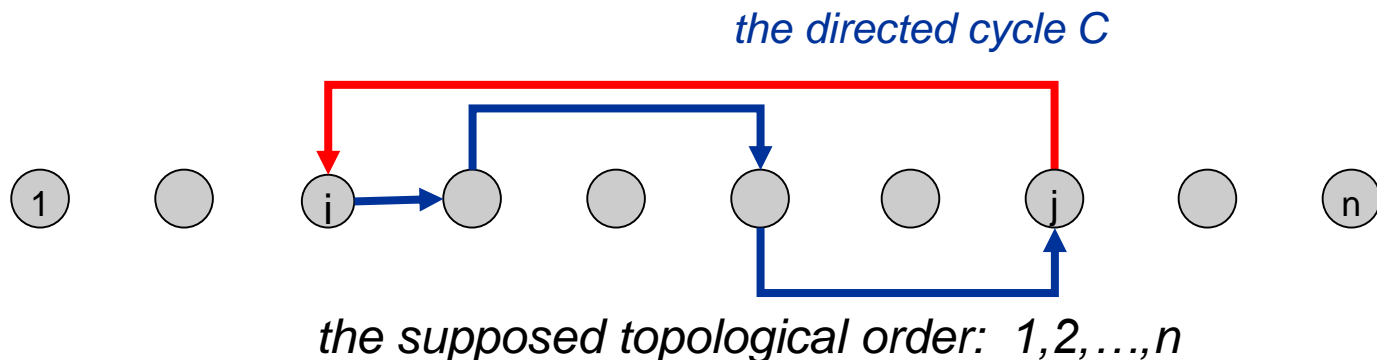 the directed cycle C
1 i j n
the supposed topological order: 1,2,…,n